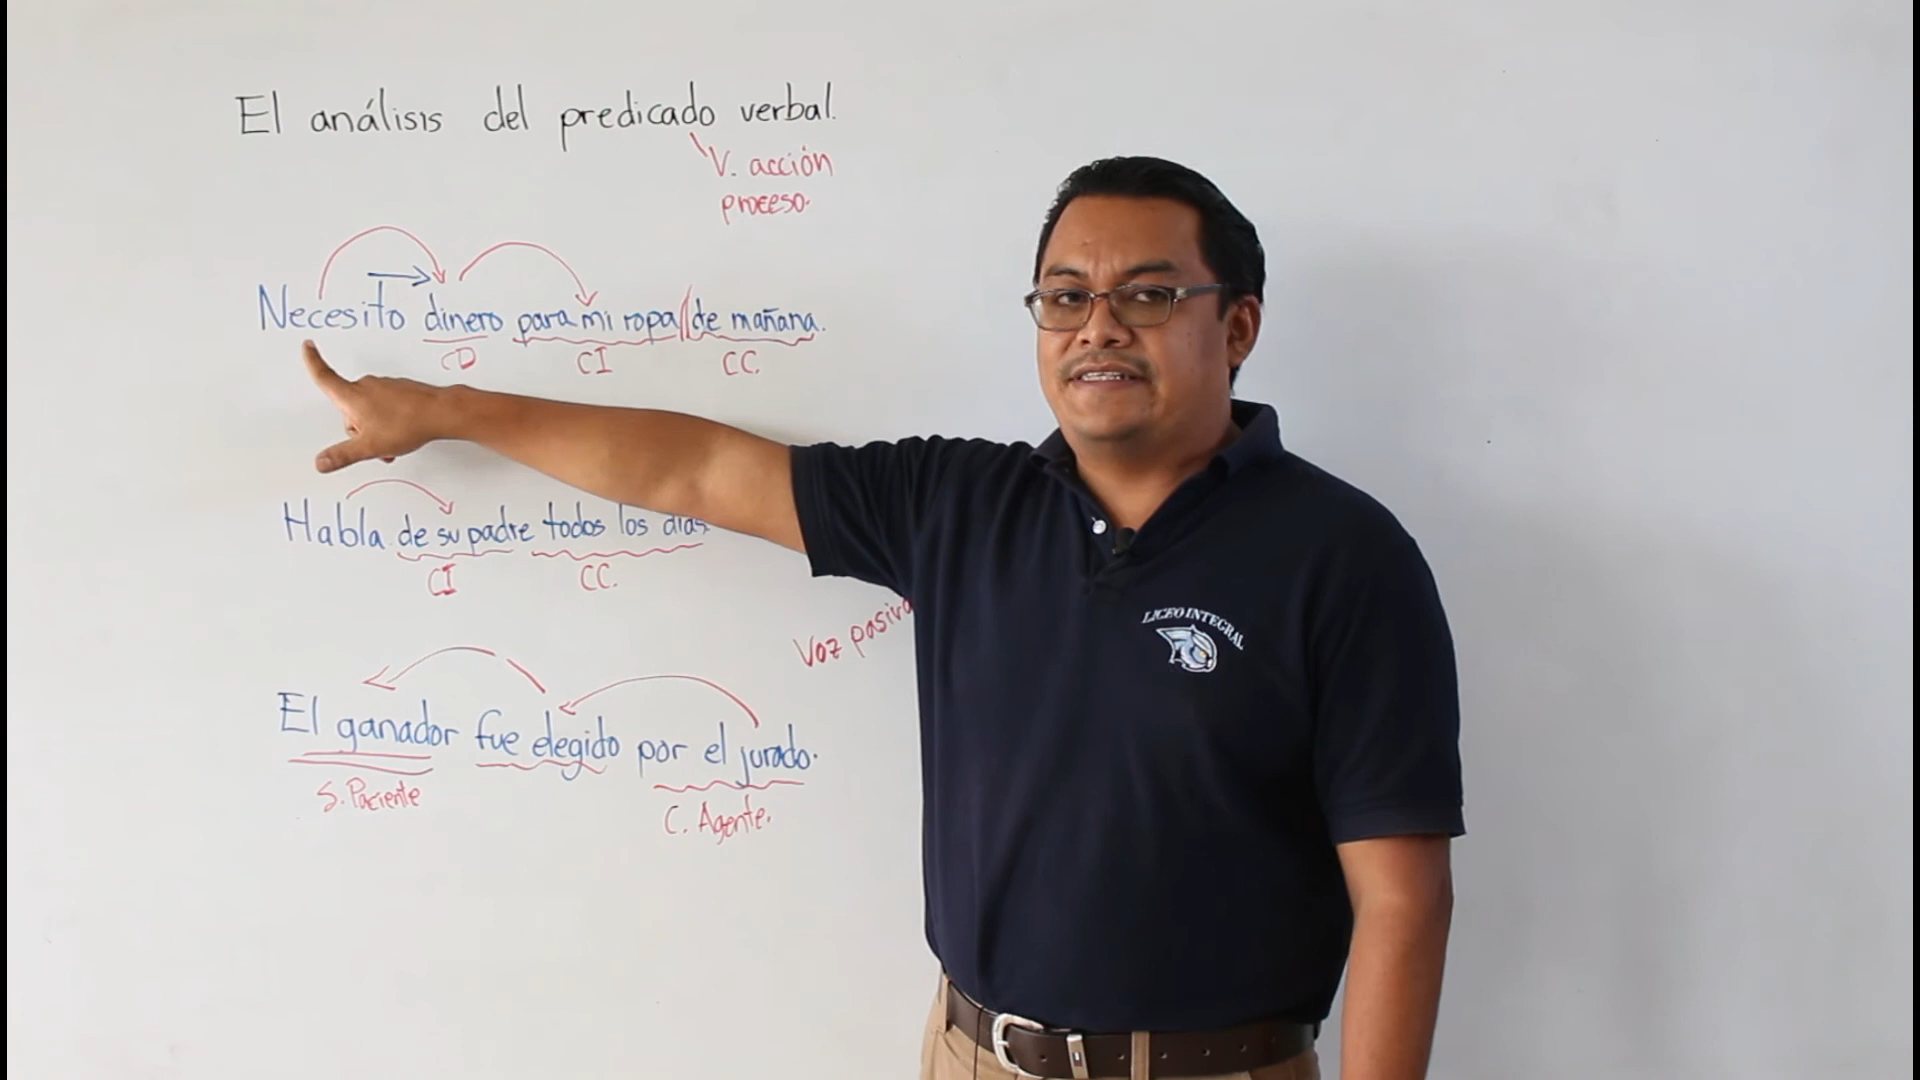 El análisis del predicado verbal.
V. acción
proceso.
Necesito dinero para mi ropa de mañana.
CD CI CC.
Habla de su padre todos los días.
CI CC.
Voz pasiva
El ganador fue elegido por el jurado.
S. Paciente
C. Agente.
LICEO INTEGRAL